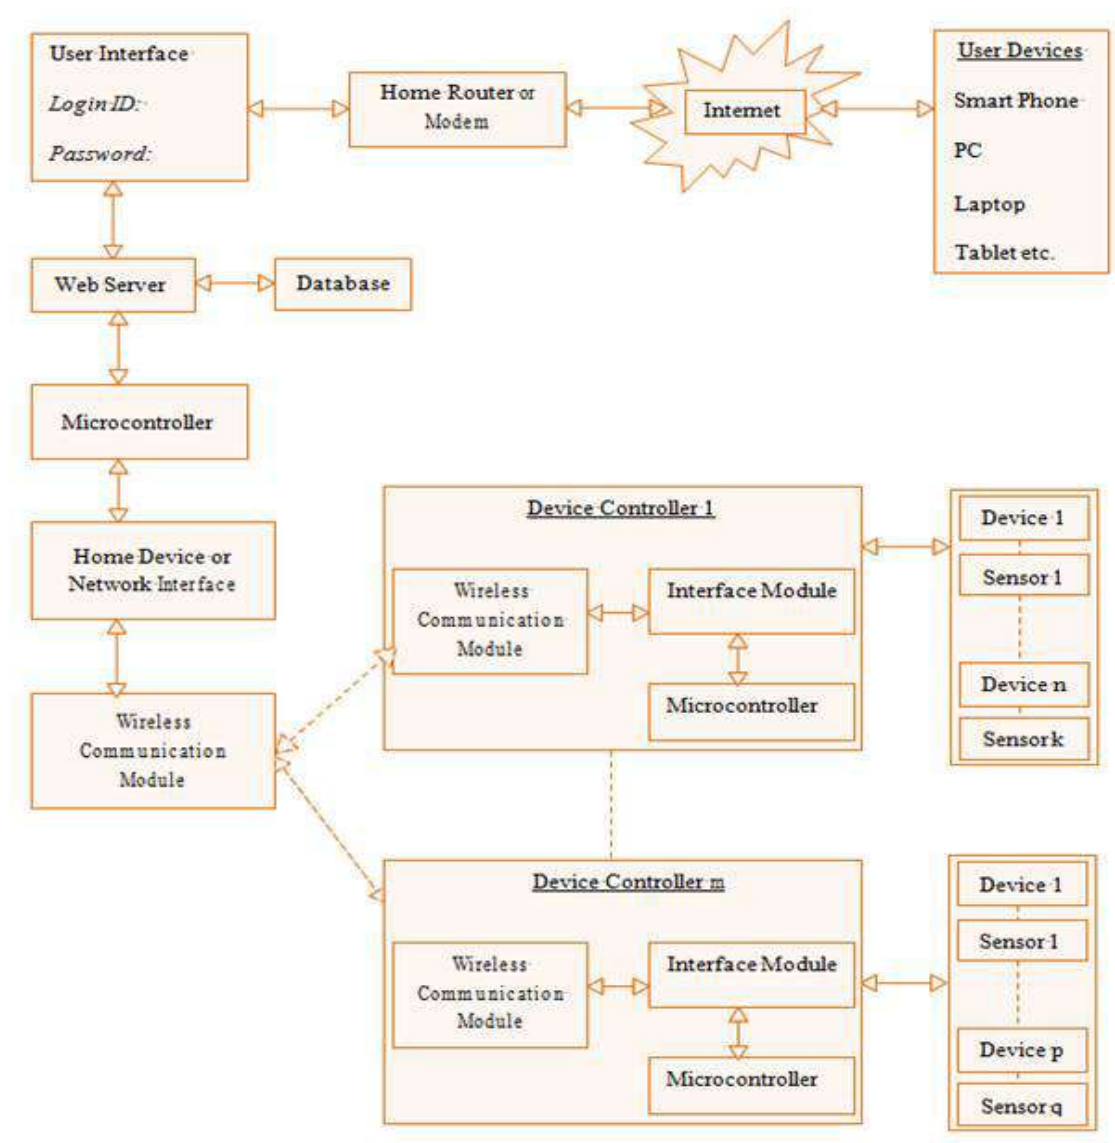 User Interface
Login ID:
Password:
Home Router or
Modem
Internet
User Devices
Smart Phone
PC
Laptop
Tablet etc.
Web Server
Database
Microcontroller
Home Device or
Network Interface
Wireless
Communication
Module
Device Controller 1
Wireless
Communication
Module
Interface Module
Microcontroller
Device 1
Sensor 1
Device n
Sensor k
Device Controller m
Wireless
Communication
Module
Interface Module
Microcontroller
Device 1
Sensor 1
Device p
Sensor q